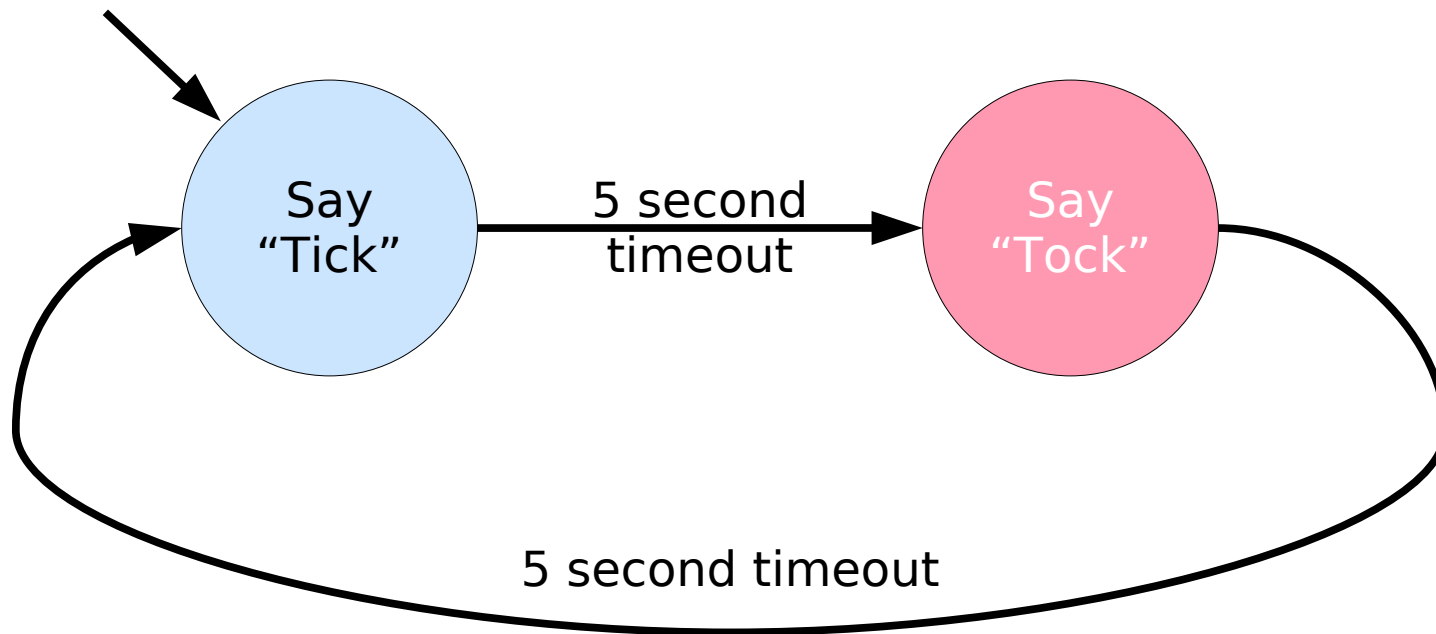 Say
“Tick”
5 second
timeout
Say
“Tock”
5 second timeout